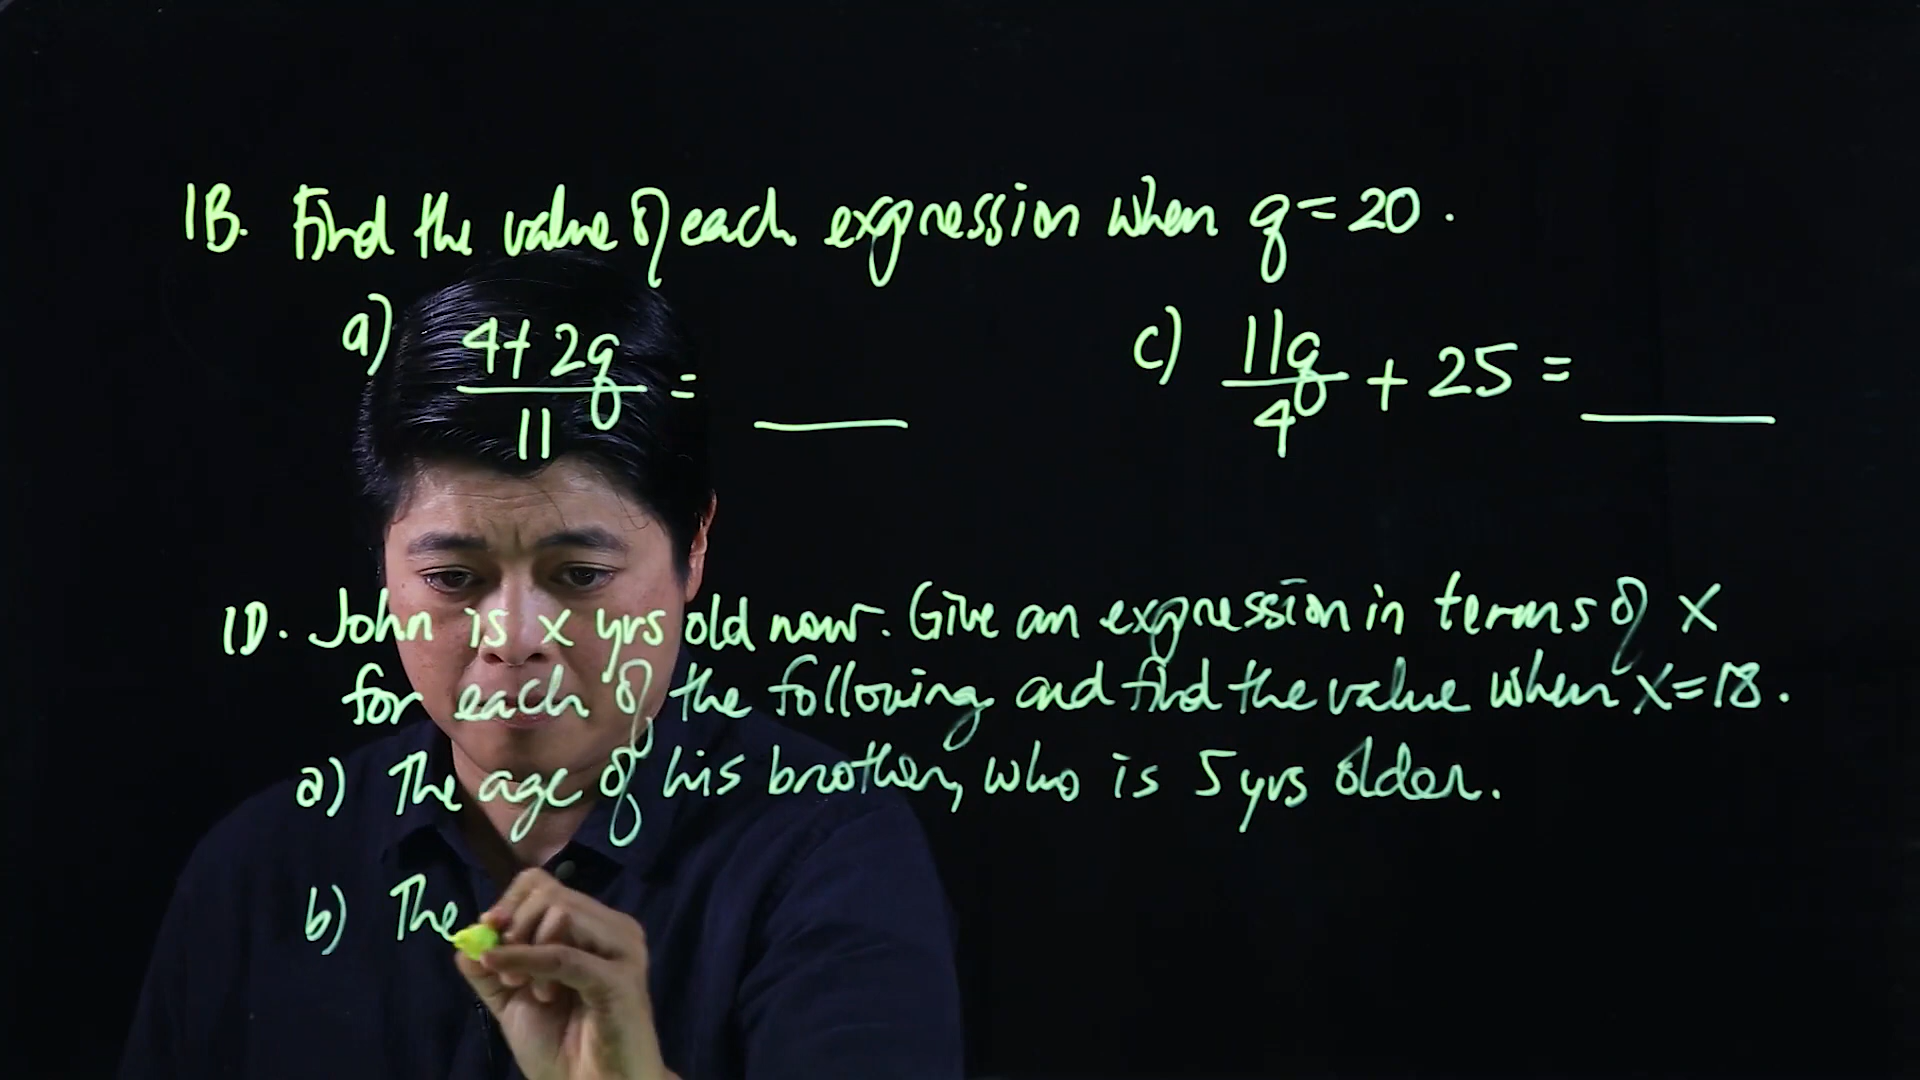 1B. Find the value of each expression when q = 20.
a) (4 + 2q)/11 = ____ c) 11q/4 + 25 = ____
1D. John is x yrs old now. Give an expression in terms of x
for each of the following and find the value when x = 18.
a) The age of his brother, who is 5 yrs older.
b) The